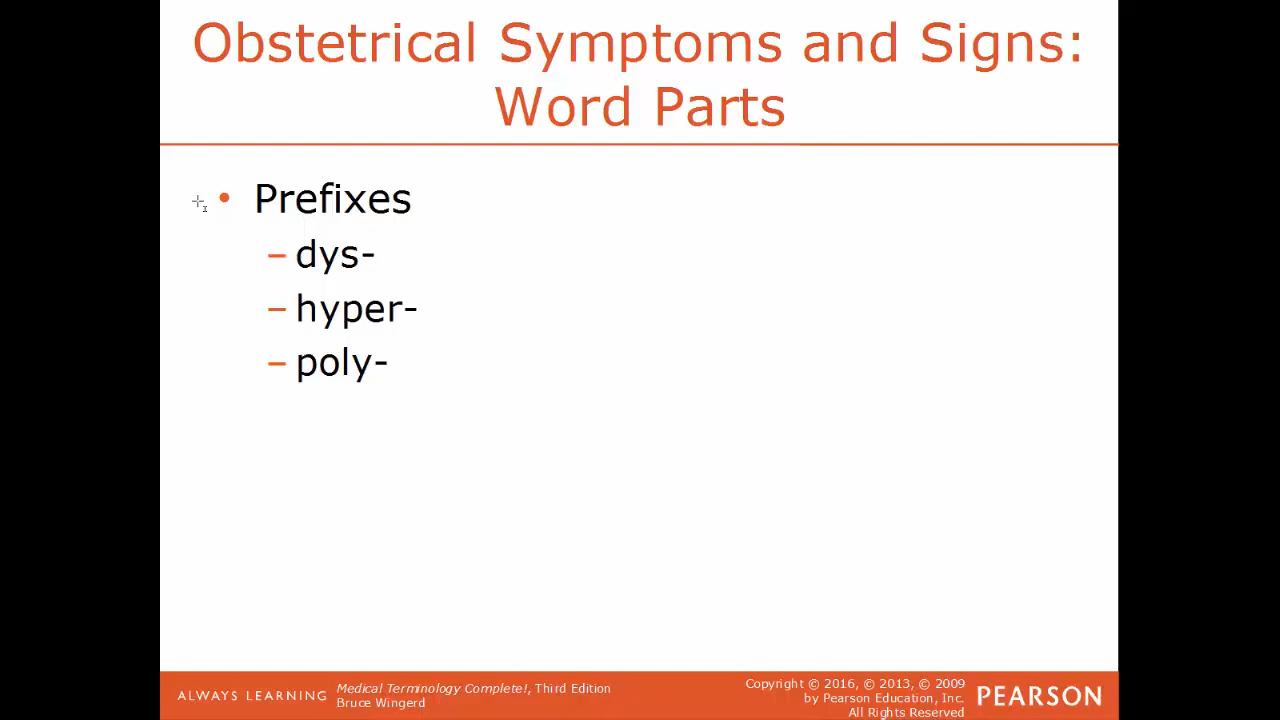 Obstetrical Symptoms and Signs:
Word Parts
• Prefixes
– dys-
– hyper-
– poly-
ALWAYS LEARNING
Medical Terminology Complete!, Third Edition
Bruce Wingerd
Copyright © 2016, © 2013, © 2009
by Pearson Education, Inc.
All Rights Reserved
PEARSON